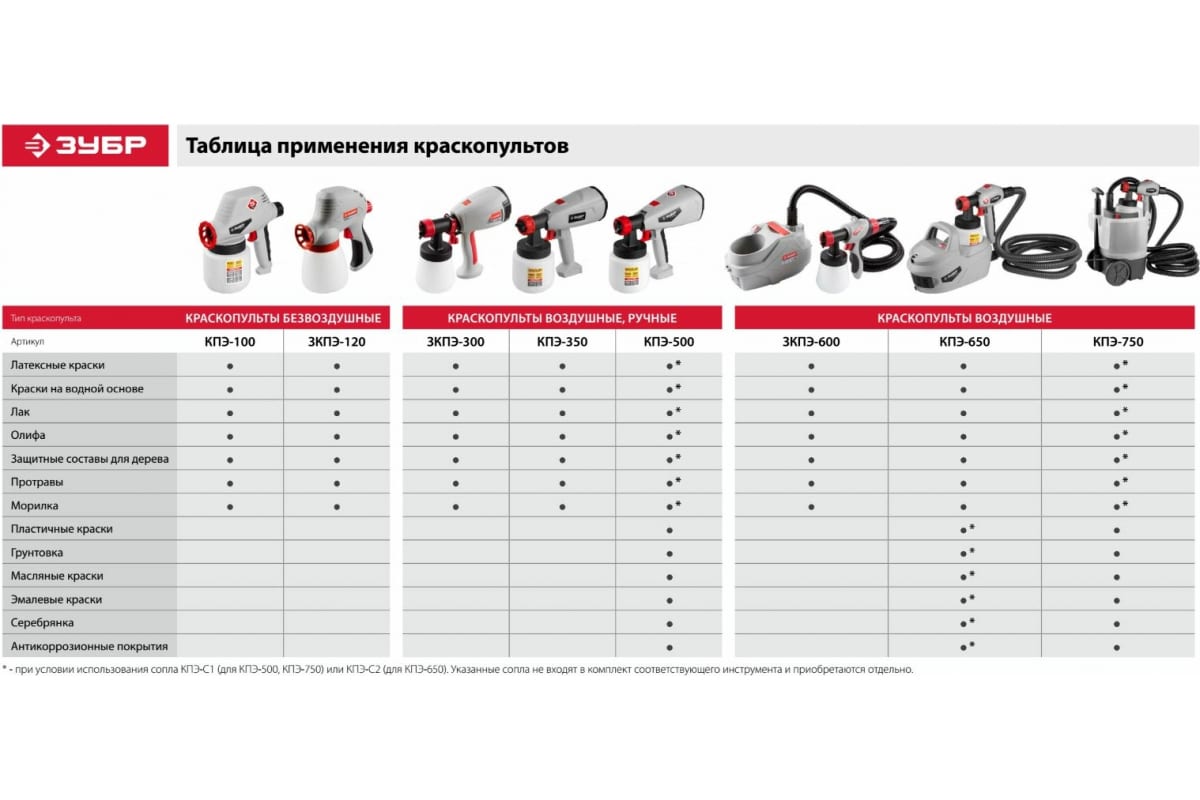 ЗУБР
Таблица применения краскопультов
Тип краскопульта КРАСКОПУЛЬТЫ БЕЗВОЗДУШНЫЕ КРАСКОПУЛЬТЫ ВОЗДУШНЫЕ, РУЧНЫЕ КРАСКОПУЛЬТЫ ВОЗДУШНЫЕ
Артикул КПЭ-100 ЗКПЭ-120 ЗКПЭ-300 КПЭ-350 КПЭ-500 ЗКПЭ-600 КПЭ-650 КПЭ-750
Латексные краски ● ● ● ● ●* ● ● ●*
Краски на водной основе ● ● ● ● ●* ● ● ●*
Лак ● ● ● ● ●* ● ● ●*
Олифа ● ● ● ● ●* ● ● ●*
Защитные составы для дерева ● ● ● ● ●* ● ● ●*
Протравы ● ● ● ● ●* ● ● ●*
Морилка ● ● ● ● ●* ● ● ●*
Пластичные краски ● ●* ●
Грунтовка ● ●* ●
Масляные краски ● ●* ●
Эмалевые краски ● ●* ●
Серебрянка ● ●* ●
Антикоррозионные покрытия ● ●* ●
* - при условии использования сопла КПЭ-С1 (для КПЭ-500, КПЭ-750) или КПЭ-С2 (для КПЭ-650). Указанные сопла не входят в комплект соответствующего инструмента и приобретаются отдельно.